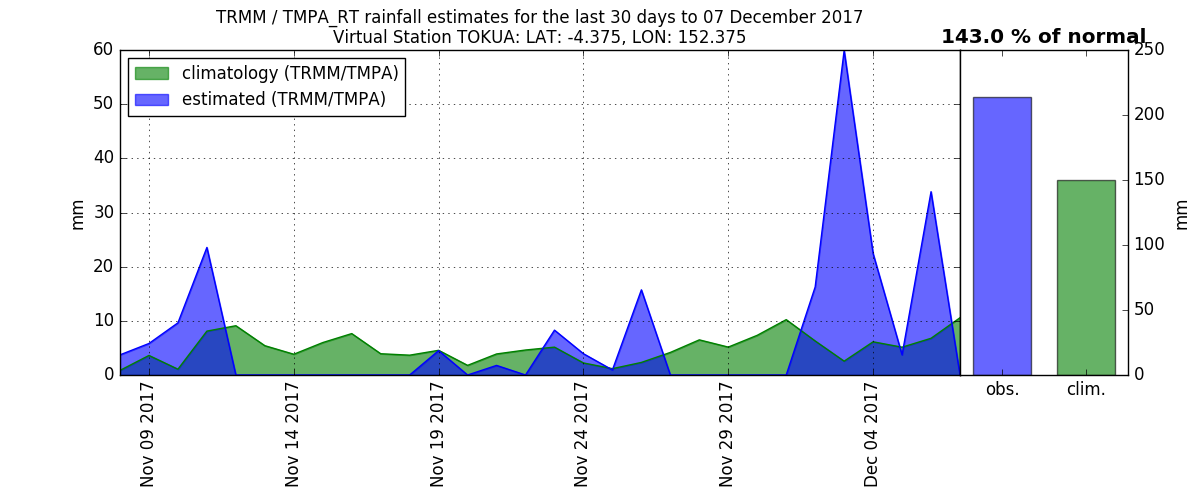 TRMM / TMPA_RT rainfall estimates for the last 30 days to 07 December 2017
Virtual Station TOKUA: LAT: -4.375, LON: 152.375
143.0 % of normal
climatology (TRMM/TMPA)
estimated (TRMM/TMPA)
60
50
40
30
20
10
0
mm
Nov 09 2017
Nov 14 2017
Nov 19 2017
Nov 24 2017
Nov 29 2017
Dec 04 2017
obs.
clim.
250
200
150
100
50
0
mm